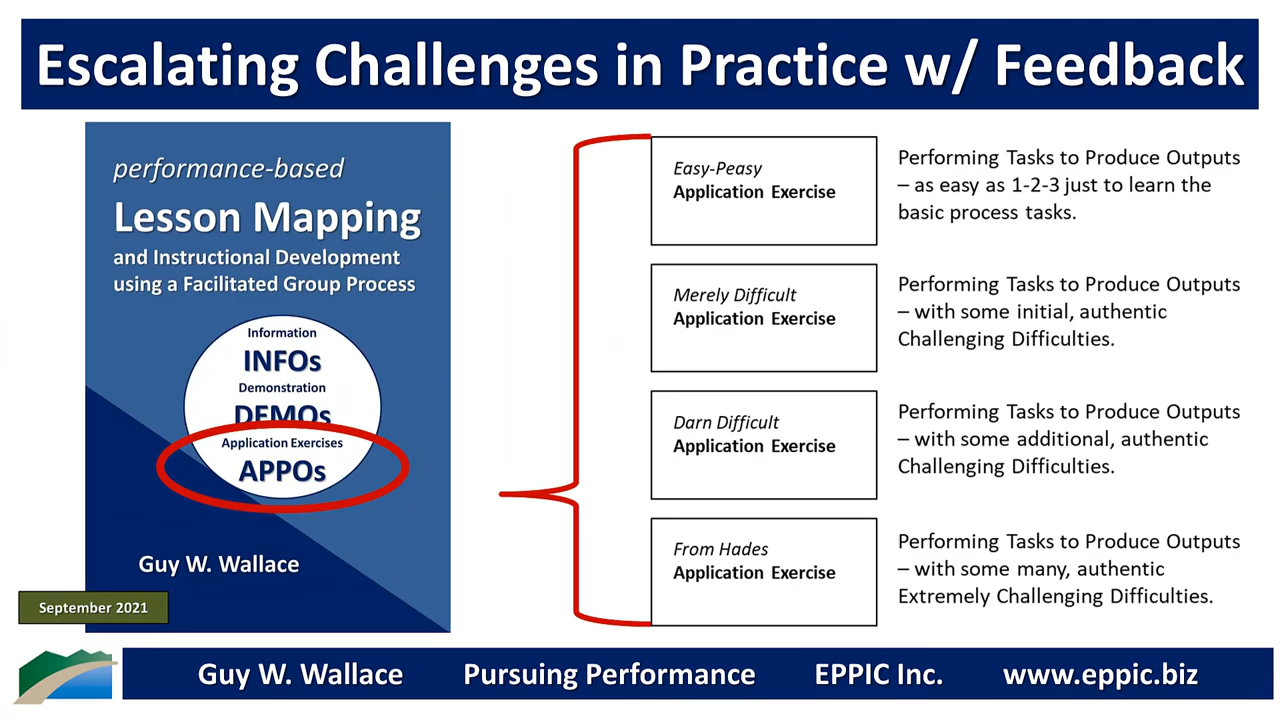 Escalating Challenges in Practice w/ Feedback
performance-based
Lesson Mapping
and Instructional Development
using a Facilitated Group Process
Information
INFOs
Demonstration
DEMOs
Application Exercises
APPOs
Guy W. Wallace
September 2021
Easy-Peasy
Application Exercise
Performing Tasks to Produce Outputs
– as easy as 1-2-3 just to learn the
basic process tasks.
Merely Difficult
Application Exercise
Performing Tasks to Produce Outputs
– with some initial, authentic
Challenging Difficulties.
Darn Difficult
Application Exercise
Performing Tasks to Produce Outputs
– with some additional, authentic
Challenging Difficulties.
From Hades
Application Exercise
Performing Tasks to Produce Outputs
– with some many, authentic
Extremely Challenging Difficulties.
Guy W. Wallace Pursuing Performance EPPIC Inc. www.eppic.biz